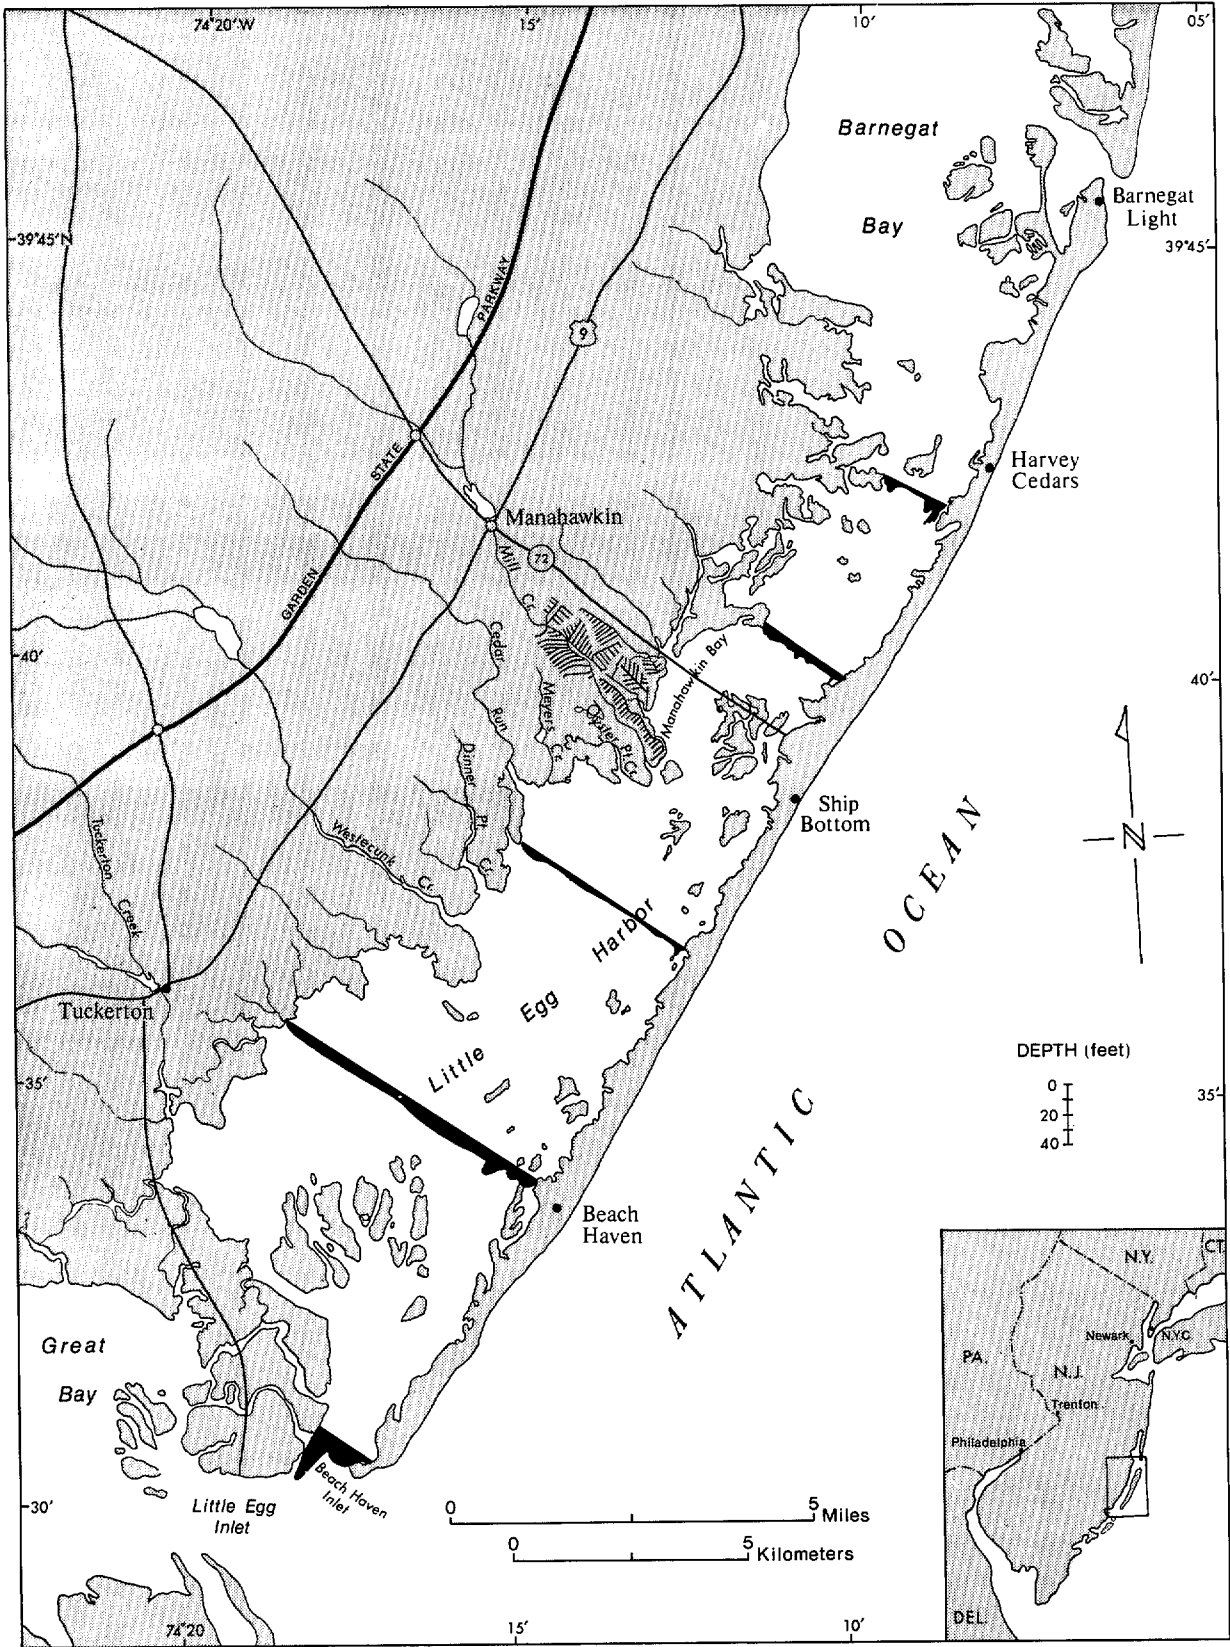 74°20'W
15'
10'
05'
Barnegat
Bay
Barnegat
Light
39°45'N
39°45'
PARKWAY
9
STATE
Harvey
Cedars
Manahawkin
72
Mill
Cr.
GARDEN
Cedar
Run
Meyers
Cr.
Oyster Pt. Cr.
Manahawkin Bay
40'
40'
Dinner
Pt.
Cr.
Ship
Bottom
Tuckerton
Creek
Westecunk
Cr.
N
OCEAN
Harbor
Egg
Little
Tuckerton
DEPTH (feet)
0
20
40
35'
35'
ATLANTIC
Beach
Haven
Great
Bay
Beach Haven
Inlet
Little Egg
Inlet
30'
0
5
Miles
0
5
Kilometers
74°20
15'
10'
N.Y.
CT.
Newark
N.Y.C.
PA.
N.J.
Trenton
Philadelphia
DEL.